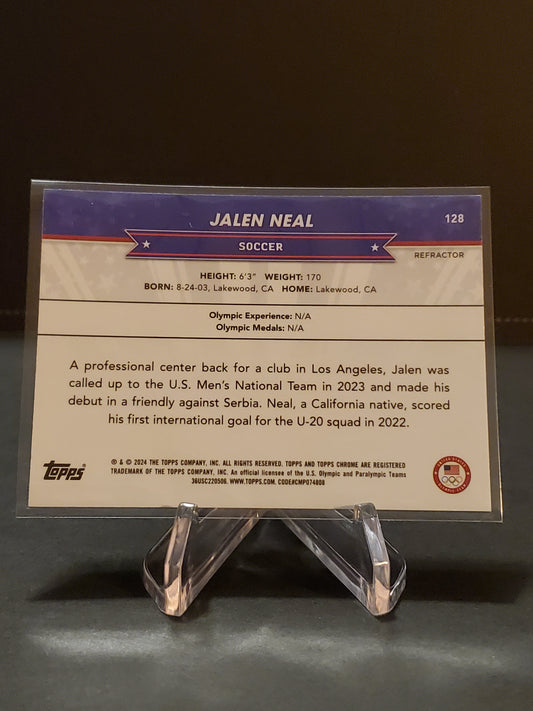 JALEN NEAL 128
SOCCER
REFRACTOR
HEIGHT: 6'3" WEIGHT: 170
BORN: 8-24-03, Lakewood, CA HOME: Lakewood, CA
Olympic Experience: N/A
Olympic Medals: N/A
A professional center back for a club in Los Angeles, Jalen was
called up to the U.S. Men's National Team in 2023 and made his
debut in a friendly against Serbia. Neal, a California native, scored
his first international goal for the U-20 squad in 2022.
Topps
® & © 2024 THE TOPPS COMPANY, INC. ALL RIGHTS RESERVED. TOPPS AND TOPPS CHROME ARE REGISTERED
TRADEMARK OF THE TOPPS COMPANY, INC. An official licensee of the U.S. Olympic and Paralympic Teams
36USC220506. WWW.TOPPS.COM. CODE#CMP074808